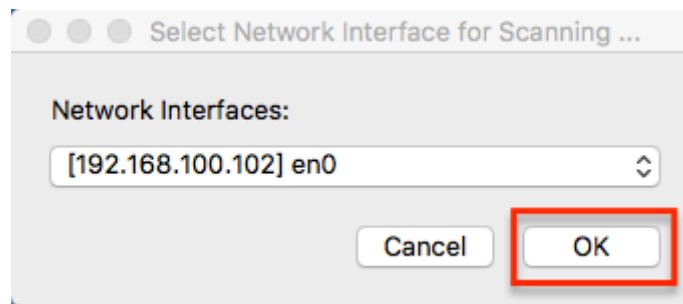 Select Network Interface for Scanning ...
Network Interfaces:
[192.168.100.102] en0
Cancel
OK